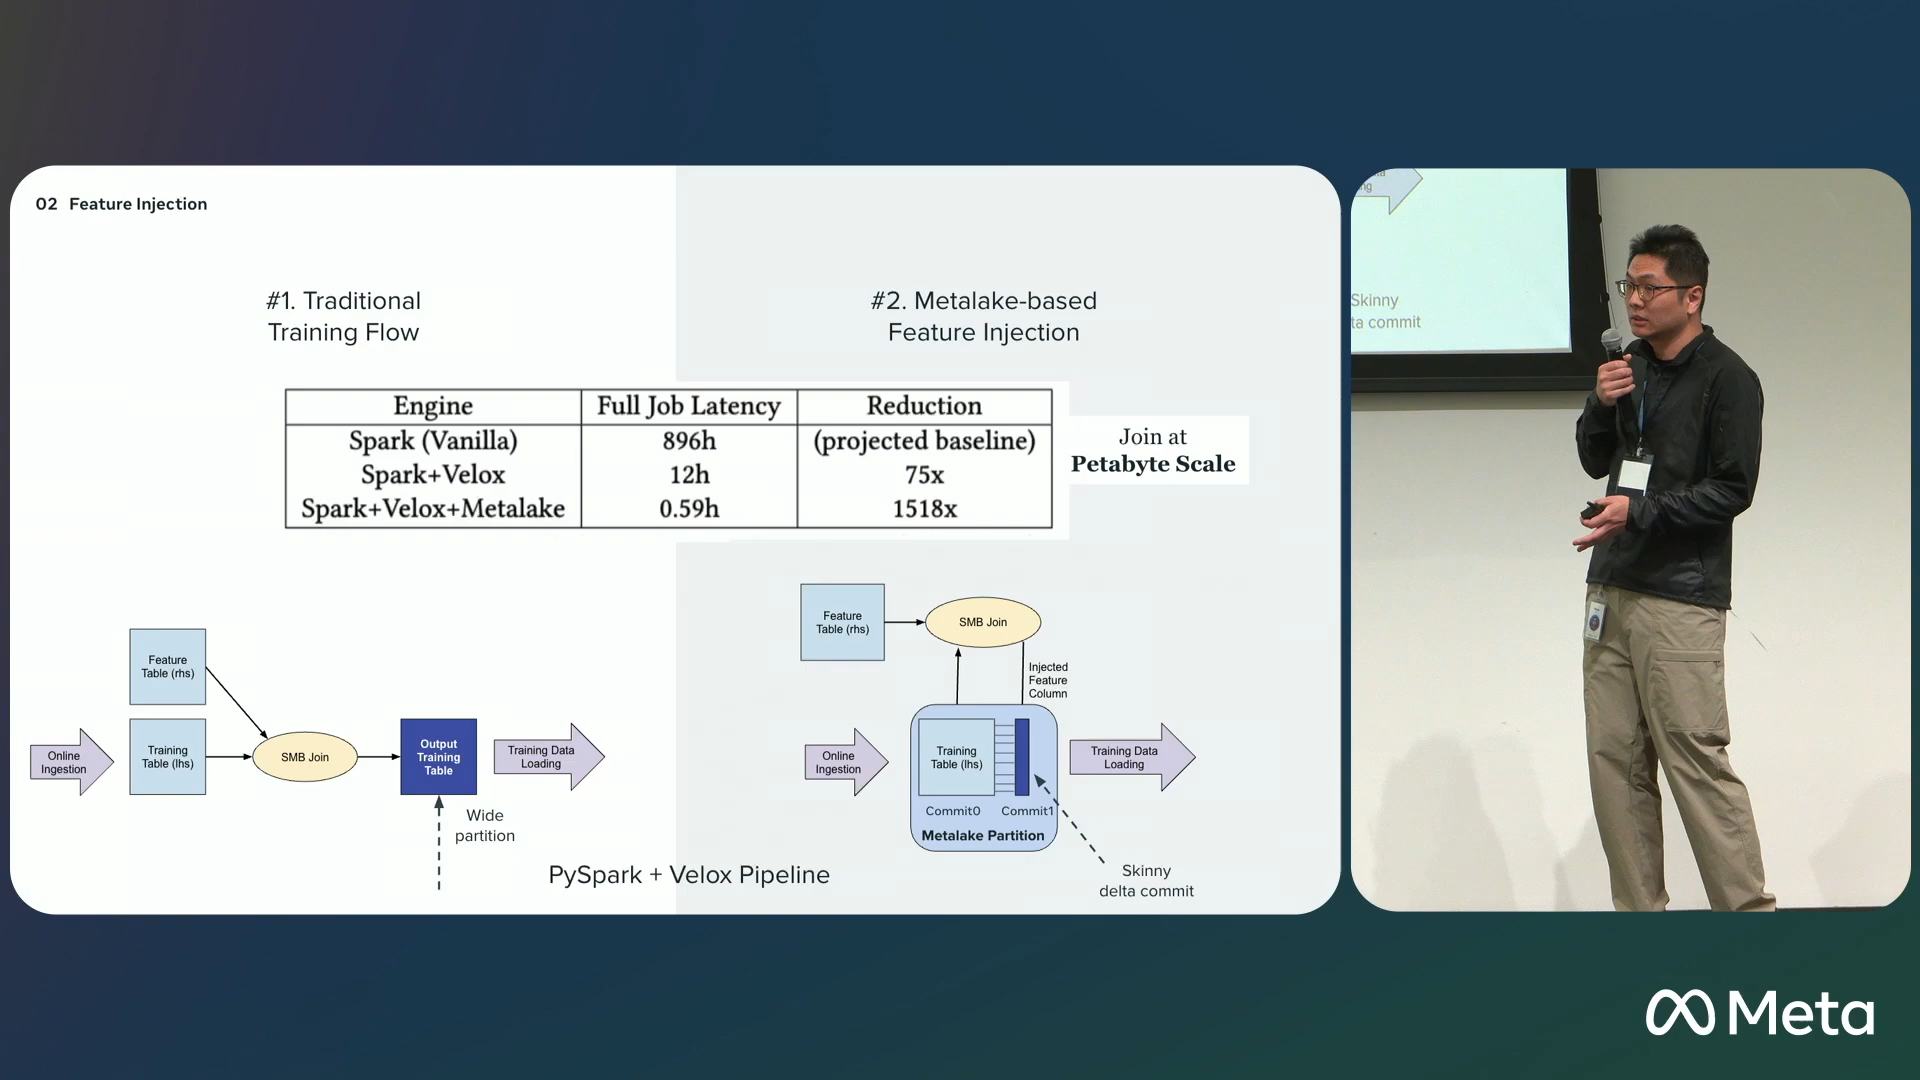 02 Feature Injection
#1. Traditional
Training Flow
#2. Metalake-based
Feature Injection
Engine Full Job Latency Reduction
Spark (Vanilla) 896h (projected baseline)
Spark+Velox 12h 75x
Spark+Velox+Metalake 0.59h 1518x
Join at
Petabyte Scale
Feature
Table (rhs)
Online
Ingestion
Training
Table (lhs)
SMB Join
Output
Training
Table
Training Data
Loading
Wide
partition
PySpark + Velox Pipeline
Feature
Table (rhs)
SMB Join
Injected
Feature
Column
Online
Ingestion
Training
Table (lhs)
Commit0 Commit1
Metalake Partition
Training Data
Loading
Skinny
delta commit
Skinny
ta commit
Meta